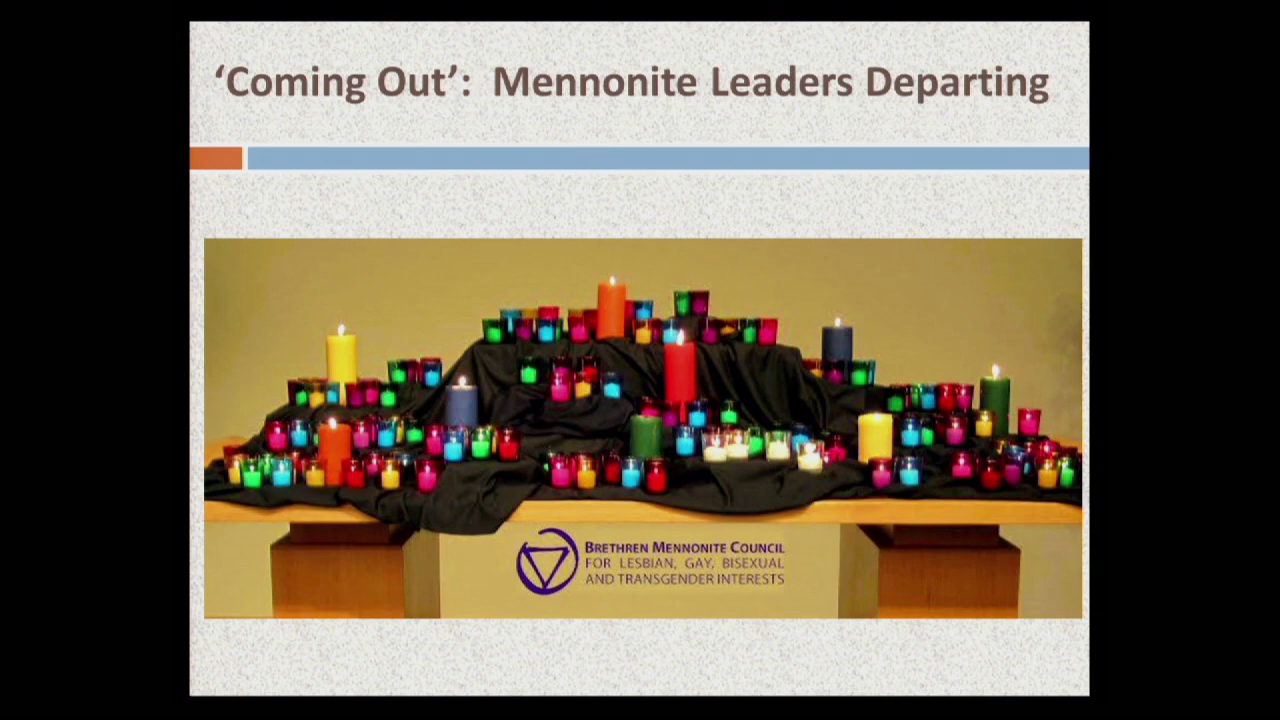 ‘Coming Out’:  Mennonite Leaders Departing
BRETHREN MENNONITE COUNCIL
FOR LESBIAN, GAY, BISEXUAL
AND TRANSGENDER INTERESTS